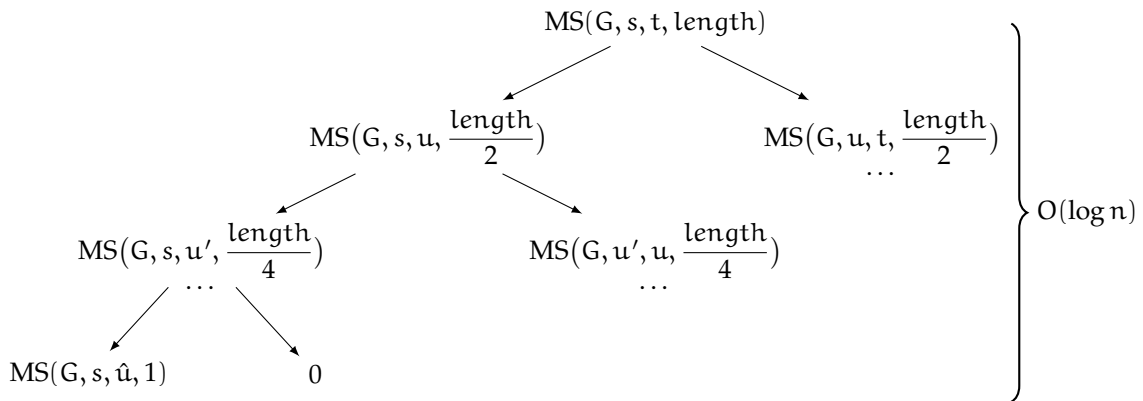 MS(G, s, t, length)
MS(G, s, u, length/2) MS(G, u, t, length/2)
...
O(log n)
MS(G, s, u′, length/4) MS(G, u′, u, length/4)
... ...
MS(G, s, û, 1) 0